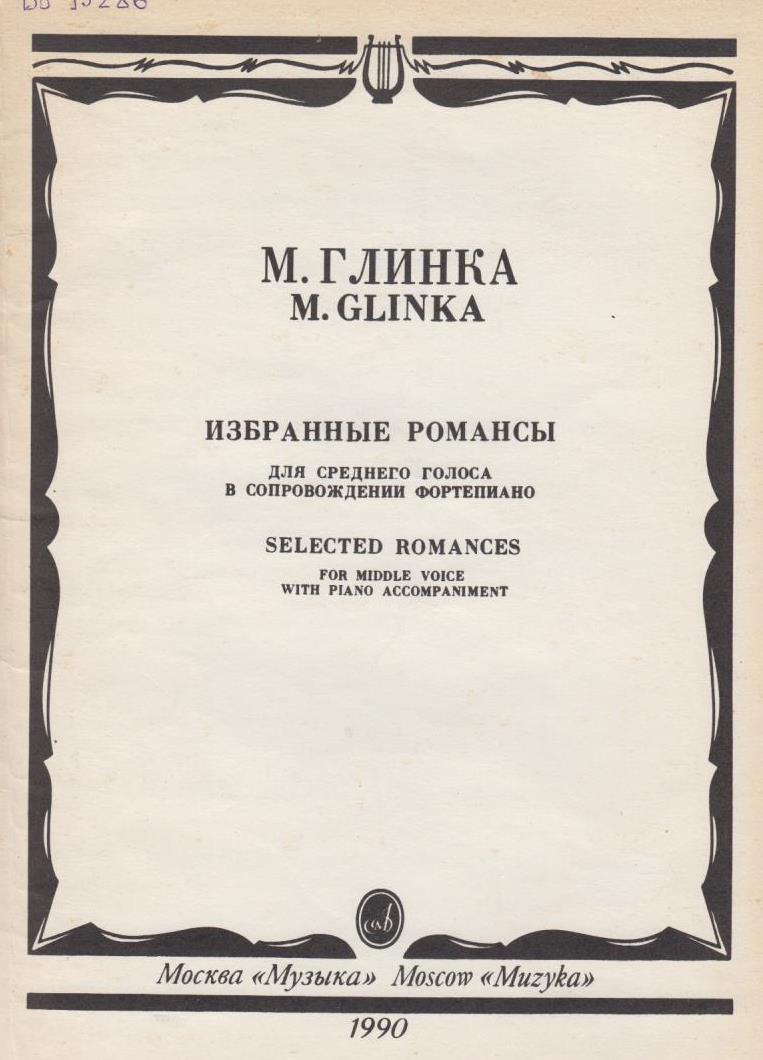 М. ГЛИНКА
M. GLINKA
ИЗБРАННЫЕ РОМАНСЫ
ДЛЯ СРЕДНЕГО ГОЛОСА
В СОПРОВОЖДЕНИИ ФОРТЕПИАНО
SELECTED ROMANCES
FOR MIDDLE VOICE
WITH PIANO ACCOMPANIMENT
Москва «Музыка» Moscow «Muzyka»
1990